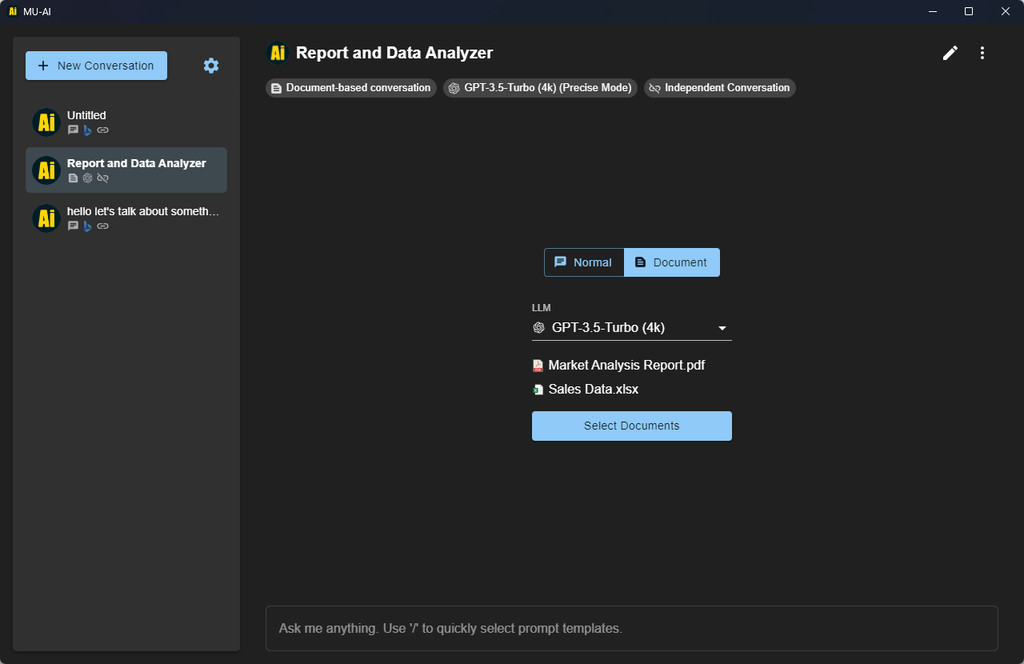 Ai MU-AI
+ New Conversation
Ai Untitled
Ai Report and Data Analyzer
Ai hello let's talk about someth...
Ai Report and Data Analyzer
Document-based conversation GPT-3.5-Turbo (4k) (Precise Mode) Independent Conversation
Normal Document
LLM
GPT-3.5-Turbo (4k)
Market Analysis Report.pdf
Sales Data.xlsx
Select Documents
Ask me anything. Use '/' to quickly select prompt templates.